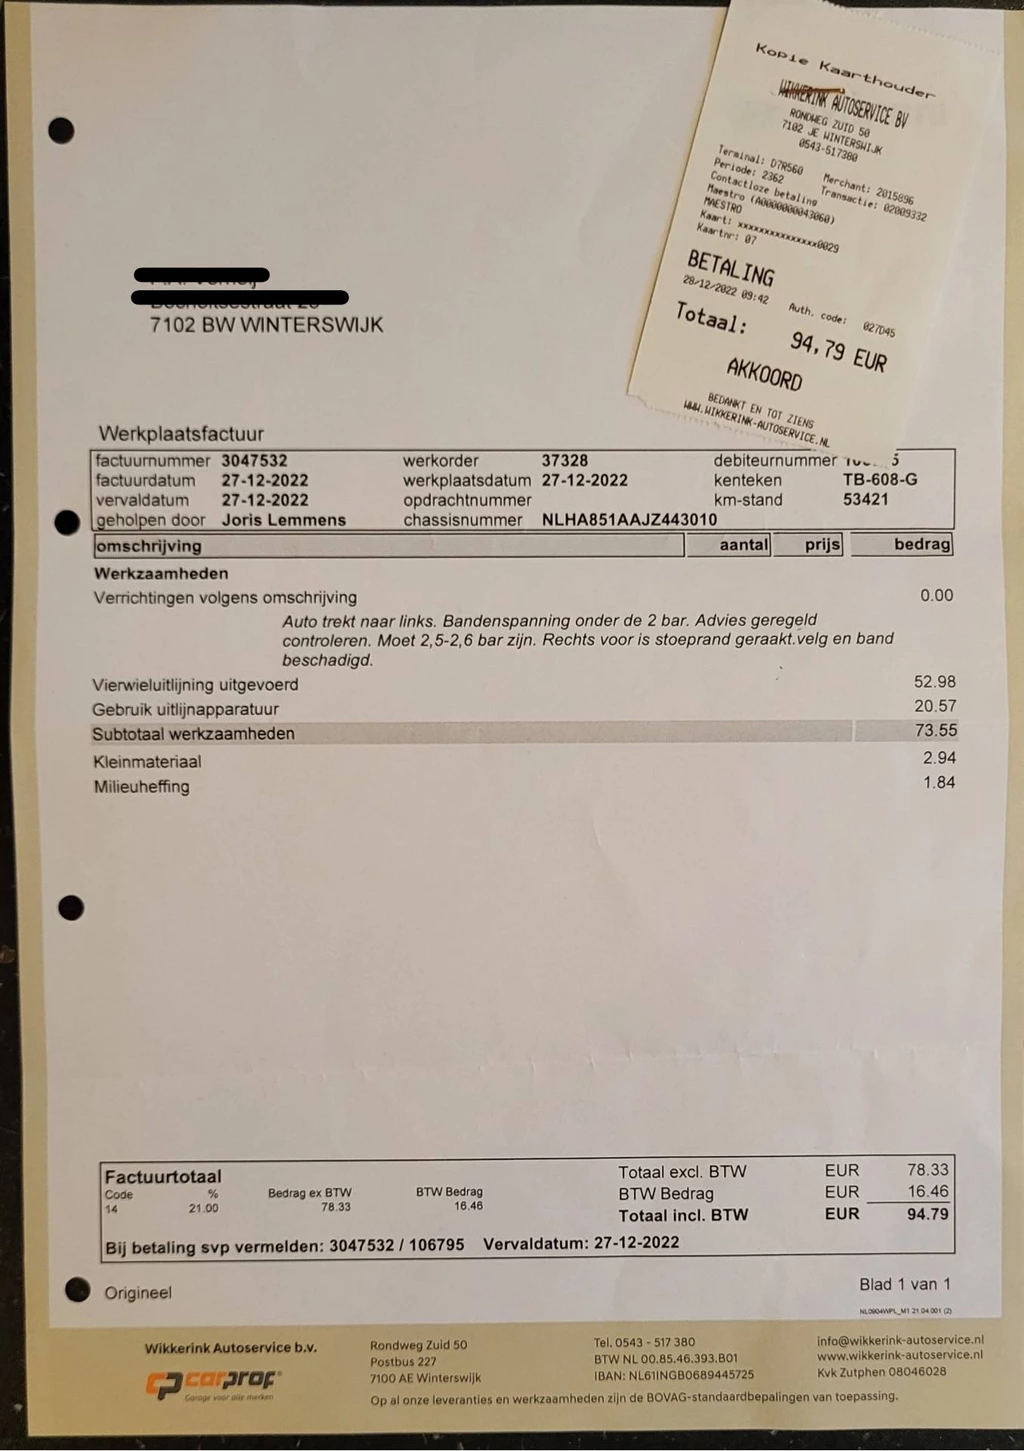 Kopie Kaarthouder
WIKKERINK AUTOSERVICE BV
RONDWEG ZUID 50
7102 JE WINTERSWIJK
0543-517380
Terminal: D7R560 Merchant: 2015896
Periode: 2362 Transactie: 02009332
Contactloze betaling
Maestro (A0000000043060)
MAESTRO
Kaart: xxxxxxxxxxxxxxx0029
Kaartnr: 07
BETALING
28/12/2022 09:42 Auth. code: 027D45
Totaal: 94,79 EUR
AKKOORD
BEDANKT EN TOT ZIENS
WWW.WIKKERINK-AUTOSERVICE.NL
7102 BW WINTERSWIJK
Werkplaatsfactuur
factuurnummer 3047532 werkorder 37328 debiteurnummer
factuurdatum 27-12-2022 werkplaatsdatum 27-12-2022 kenteken TB-608-G
vervaldatum 27-12-2022 opdrachtnummer km-stand 53421
geholpen door Joris Lemmens chassisnummer NLHA851AAJZ443010
omschrijving aantal prijs bedrag
Werkzaamheden
Verrichtingen volgens omschrijving 0.00
Auto trekt naar links. Bandenspanning onder de 2 bar. Advies geregeld
controleren. Moet 2,5-2,6 bar zijn. Rechts voor is stoeprand geraakt.velg en band
beschadigd.
Vierwieluitlijning uitgevoerd 52.98
Gebruik uitlijnapparatuur 20.57
Subtotaal werkzaamheden 73.55
Kleinmateriaal 2.94
Milieuheffing 1.84
Factuurtotaal Totaal excl. BTW EUR 78.33
Code % Bedrag ex BTW BTW Bedrag BTW Bedrag EUR 16.46
14 21.00 78.33 16.46 Totaal incl. BTW EUR 94.79
Bij betaling svp vermelden: 3047532 / 106795 Vervaldatum: 27-12-2022
Origineel Blad 1 van 1
NL0904WPL_M1 21.04.001 (2)
Wikkerink Autoservice b.v. Rondweg Zuid 50 Tel. 0543 - 517 380 info@wikkerink-autoservice.nl
Postbus 227 BTW NL 00.85.46.393.B01 www.wikkerink-autoservice.nl
7100 AE Winterswijk IBAN: NL61INGB0689445725 Kvk Zutphen 08046028
cp carprof
Garage voor alle merken
Op al onze leveranties en werkzaamheden zijn de BOVAG-standaardbepalingen van toepassing.